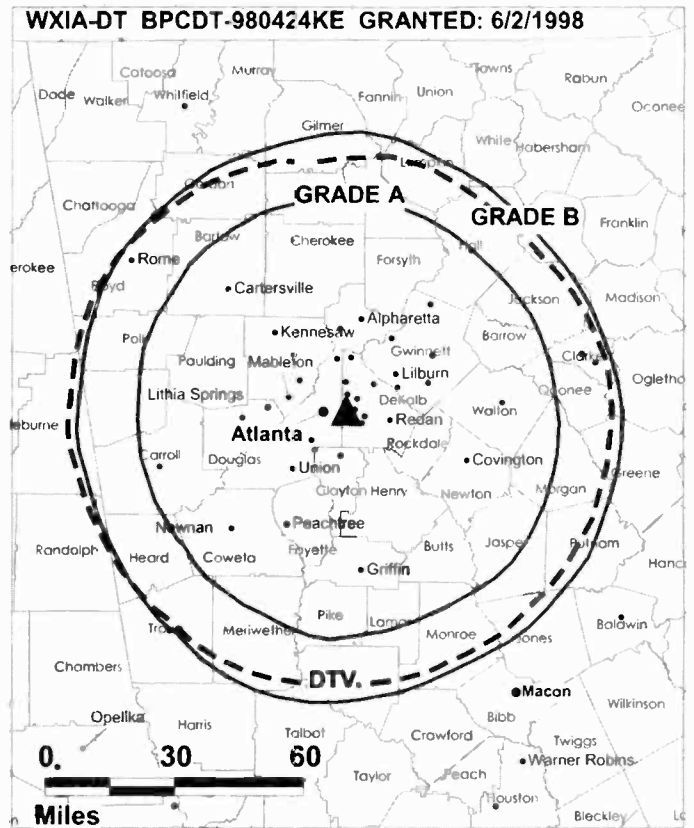 WXIA-DT BPCDT-980424KE GRANTED: 6/2/1998
Catoosa
Murray
Towns
Rabun
Dade
Walker
Whitfield
Fannin
Union
Oconee
Gilmer
White
Habersham
Lumpkin
Gordon
GRADE A
Chattooga
GRADE B
Franklin
Bartow
Cherokee
Hall
erokee
Rome
Forsyth
Floyd
Cartersville
Jackson
Madison
Alpharetta
Polk
Kennesaw
Barrow
Paulding
Mableton
Gwinnett
Clarke
Lilburn
Oconee
Ogletho
Lithia Springs
DeKalb
Walton
leburne
Redan
Atlanta
Rockdale
Carroll
Douglas
Union
Covington
Greene
Clayton
Henry
Newton
Morgan
Newnan
Peachtree
Randolph
Heard
Coweta
Fayette
Butts
Jasper
Putnam
Hanc
Griffin
Pike
Lamar
Troup
Meriwether
Monroe
Jones
Baldwin
Chambers
DTV.
Macon
Opelika
Bibb
Wilkinson
Harris
Talbot
Crawford
Twiggs
0.
30
60
Warner Robins
Taylor
Peach
Houston
Miles
Bleckley